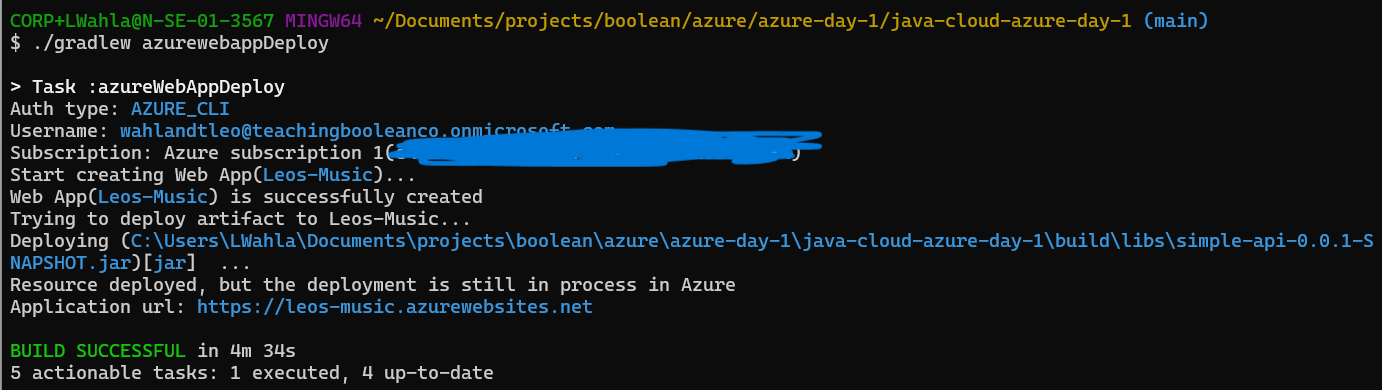 CORP+LWahla@N-SE-01-3567 MINGW64 ~/Documents/projects/boolean/azure/azure-day-1/java-cloud-azure-day-1 (main)
$ ./gradlew azurewebappDeploy
> Task :azureWebAppDeploy
Auth type: AZURE_CLI
Username: wahlandtleo@teachingbooleanco.onmicrosoft.com
Subscription: Azure subscription 1(
Start creating Web App(Leos-Music)...
Web App(Leos-Music) is successfully created
Trying to deploy artifact to Leos-Music...
Deploying (C:\Users\LWahla\Documents\projects\boolean\azure\azure-day-1\java-cloud-azure-day-1\build\libs\simple-api-0.0.1-S
NAPSHOT.jar)[jar]  ...
Resource deployed, but the deployment is still in process in Azure
Application url: https://leos-music.azurewebsites.net
BUILD SUCCESSFUL in 4m 34s
5 actionable tasks: 1 executed, 4 up-to-date